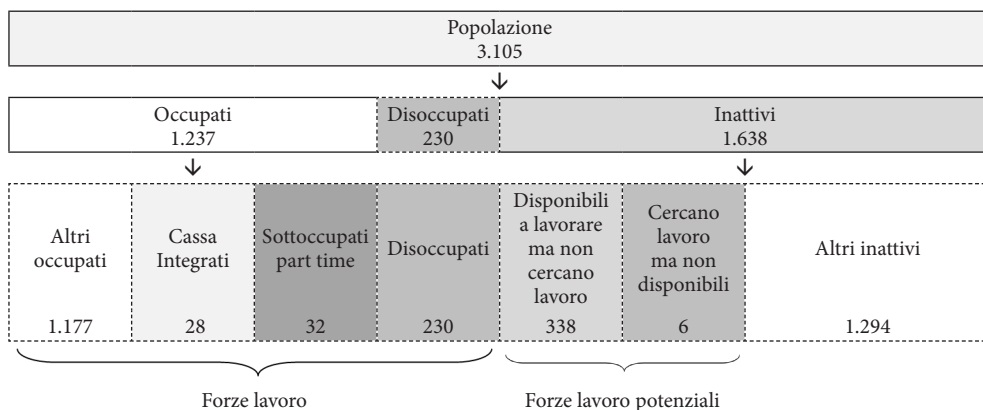 Popolazione
3.105
Occupati
1.237
Disoccupati
230
Inattivi
1.638
Altri
occupati
1.177
Cassa
Integrati
28
Sottoccupati
part time
32
Disoccupati
230
Disponibili
a lavorare
ma non
cercano
lavoro
338
Cercano
lavoro
ma non
disponibili
6
Altri inattivi
1.294
Forze lavoro
Forze lavoro potenziali